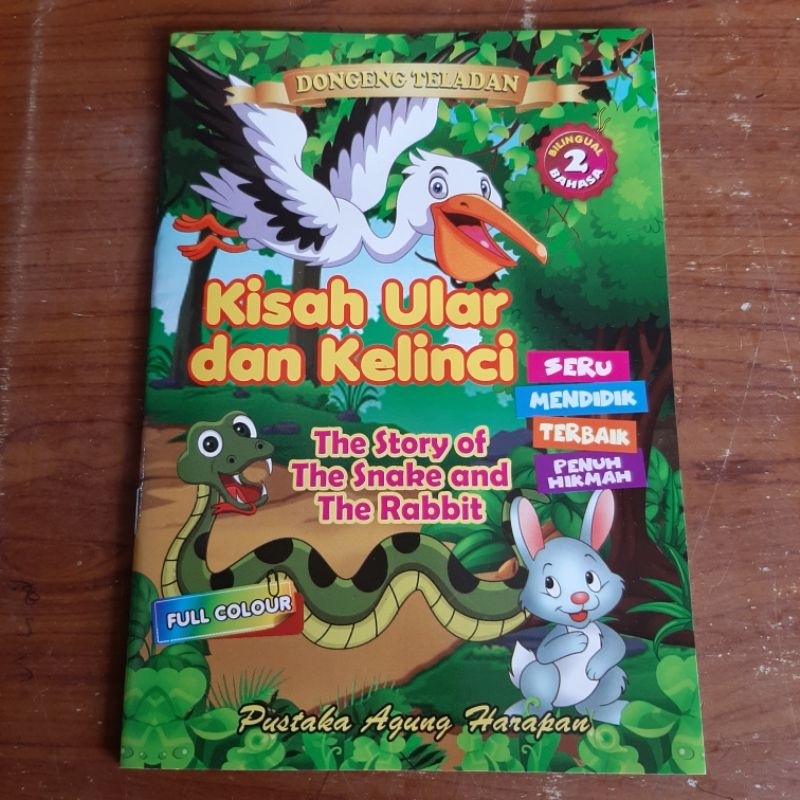 DONGENG TELADAN
BILINGUAL
2
BAHASA
Kisah Ular
dan Kelinci
SERU
MENDIDIK
TERBAIK
PENUH
HIKMAH
The Story of
The Snake and
The Rabbit
FULL COLOUR
Pustaka Agung Harapan